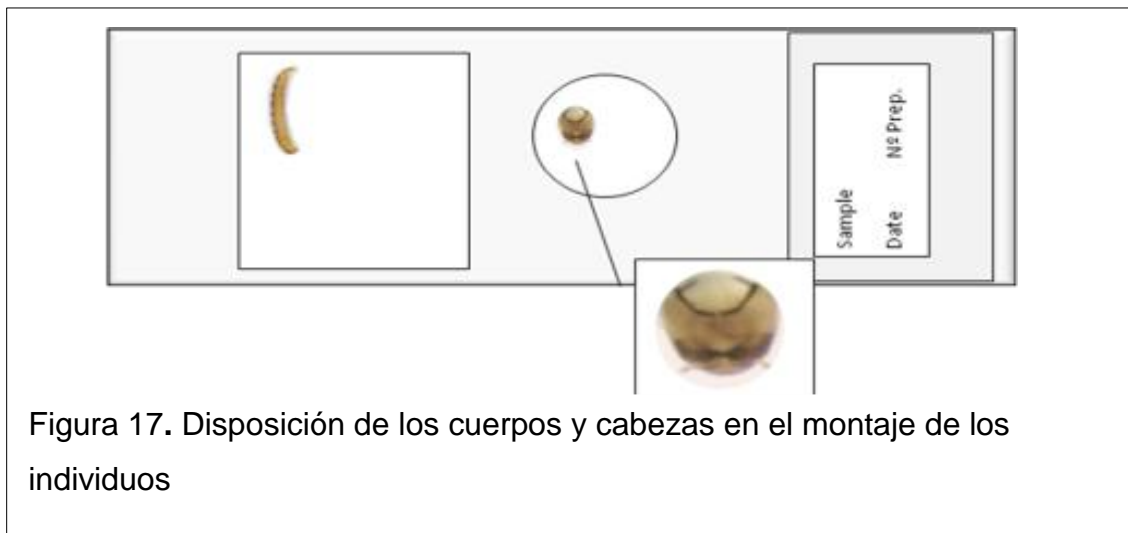 Sample
Date Nº Prep.
Figura 17. Disposición de los cuerpos y cabezas en el montaje de los
individuos